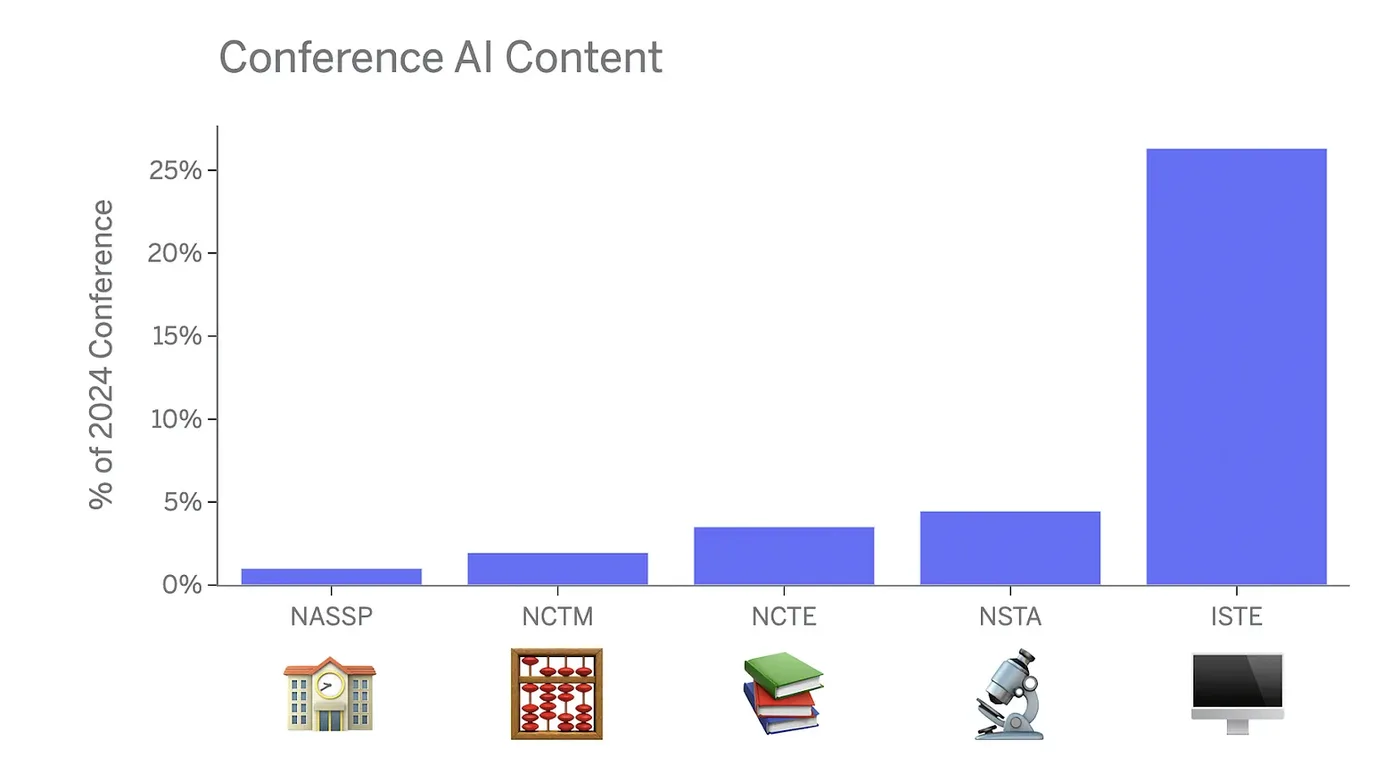 Conference AI Content
% of 2024 Conference
25%
20%
15%
10%
5%
0%
NASSP NCTM NCTE NSTA ISTE